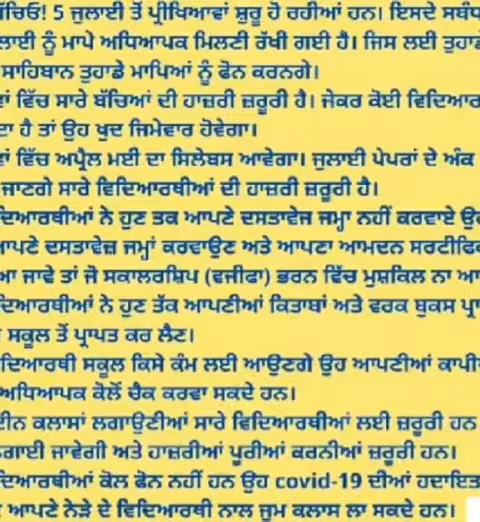 ੱਚਿਓ! 5 ਜੁਲਾਈ ਤੋਂ ਪ੍ਰੀਖਿਆਵਾਂ ਸ਼ੁਰੂ ਹੋ ਰਹੀਆਂ ਹਨ। ਇਸਦੇ ਸਬੰਧ
ਲਾਈ ਨੂੰ ਮਾਪੇ ਅਧਿਆਪਕ ਮਿਲਣੀ ਰੱਖੀ ਗਈ ਹੈ। ਜਿਸ ਲਈ ਤੁਹਾਡੇ
ਸਾਹਿਬਾਨ ਤੁਹਾਡੇ ਮਾਪਿਆਂ ਨੂੰ ਫੋਨ ਕਰਨਗੇ।
ਾਂ ਵਿੱਚ ਸਾਰੇ ਬੱਚਿਆਂ ਦੀ ਹਾਜ਼ਰੀ ਜ਼ਰੂਰੀ ਹੈ। ਜੇਕਰ ਕੋਈ ਵਿਦਿਆਰ
ਦਾ ਹੈ ਤਾਂ ਉਹ ਖੁਦ ਜਿਮੇਵਾਰ ਹੋਵੇਗਾ।
ਾਂ ਵਿੱਚ ਅਪ੍ਰੈਲ ਮਈ ਦਾ ਸਿਲੇਬਸ ਆਵੇਗਾ। ਜੁਲਾਈ ਪੇਪਰਾਂ ਦੇ ਅੰਕ
ਜਾਣਗੇ ਸਾਰੇ ਵਿਦਿਆਰਥੀਆਂ ਦੀ ਹਾਜ਼ਰੀ ਜ਼ਰੂਰੀ ਹੈ।
ਦਿਆਰਥੀਆਂ ਨੇ ਹੁਣ ਤਕ ਆਪਣੇ ਦਸਤਾਵੇਜ ਜਮ੍ਹਾ ਨਹੀਂ ਕਰਵਾਏ ਉਹ
ਆਪਣੇ ਦਸਤਾਵੇਜ਼ ਜਮ੍ਹਾਂ ਕਰਵਾਉਣ ਅਤੇ ਆਪਣਾ ਆਮਦਨ ਸਰਟੀਫਿ
ਆ ਜਾਵੇ ਤਾਂ ਜੋ ਸਕਾਲਰਸ਼ਿਪ (ਵਜੀਫਾ) ਭਰਨ ਵਿੱਚ ਮੁਸ਼ਕਿਲ ਨਾ ਆ
ਦਿਆਰਥੀਆਂ ਨੇ ਹੁਣ ਤੱਕ ਆਪਣੀਆਂ ਕਿਤਾਬਾਂ ਅਤੇ ਵਰਕ ਬੁਕਸ ਪ੍ਰਾ
ਸਕੂਲ ਤੋਂ ਪ੍ਰਾਪਤ ਕਰ ਲੈਣ।
ਦਿਆਰਥੀ ਸਕੂਲ ਕਿਸੇ ਕੰਮ ਲਈ ਆਉਣਗੇ ਉਹ ਆਪਣੀਆਂ ਕਾਪੀ
ਅਧਿਆਪਕ ਕੋਲੋਂ ਚੈਕ ਕਰਵਾ ਸਕਦੇ ਹਨ।
ਈਨ ਕਲਾਸਾਂ ਲਗਾਉਣੀਆਂ ਸਾਰੇ ਵਿਦਿਆਰਥੀਆਂ ਲਈ ਜ਼ਰੂਰੀ ਹਨ
ਗਾਈ ਜਾਵੇਗੀ ਅਤੇ ਹਾਜ਼ਰੀਆਂ ਪੂਰੀਆਂ ਕਰਨੀਆਂ ਜ਼ਰੂਰੀ ਹਨ।
ਦਿਆਰਥੀਆਂ ਕੋਲ ਫੋਨ ਨਹੀਂ ਹਨ ਉਹ covid-19 ਦੀਆਂ ਹਦਾਇਤ
ਆਪਣੇ ਨੇੜੇ ਦੇ ਵਿਦਿਆਰਥੀ ਨਾਲ ਜੂਮ ਕਲਾਸ ਲਾ ਸਕਦੇ ਹਨ।